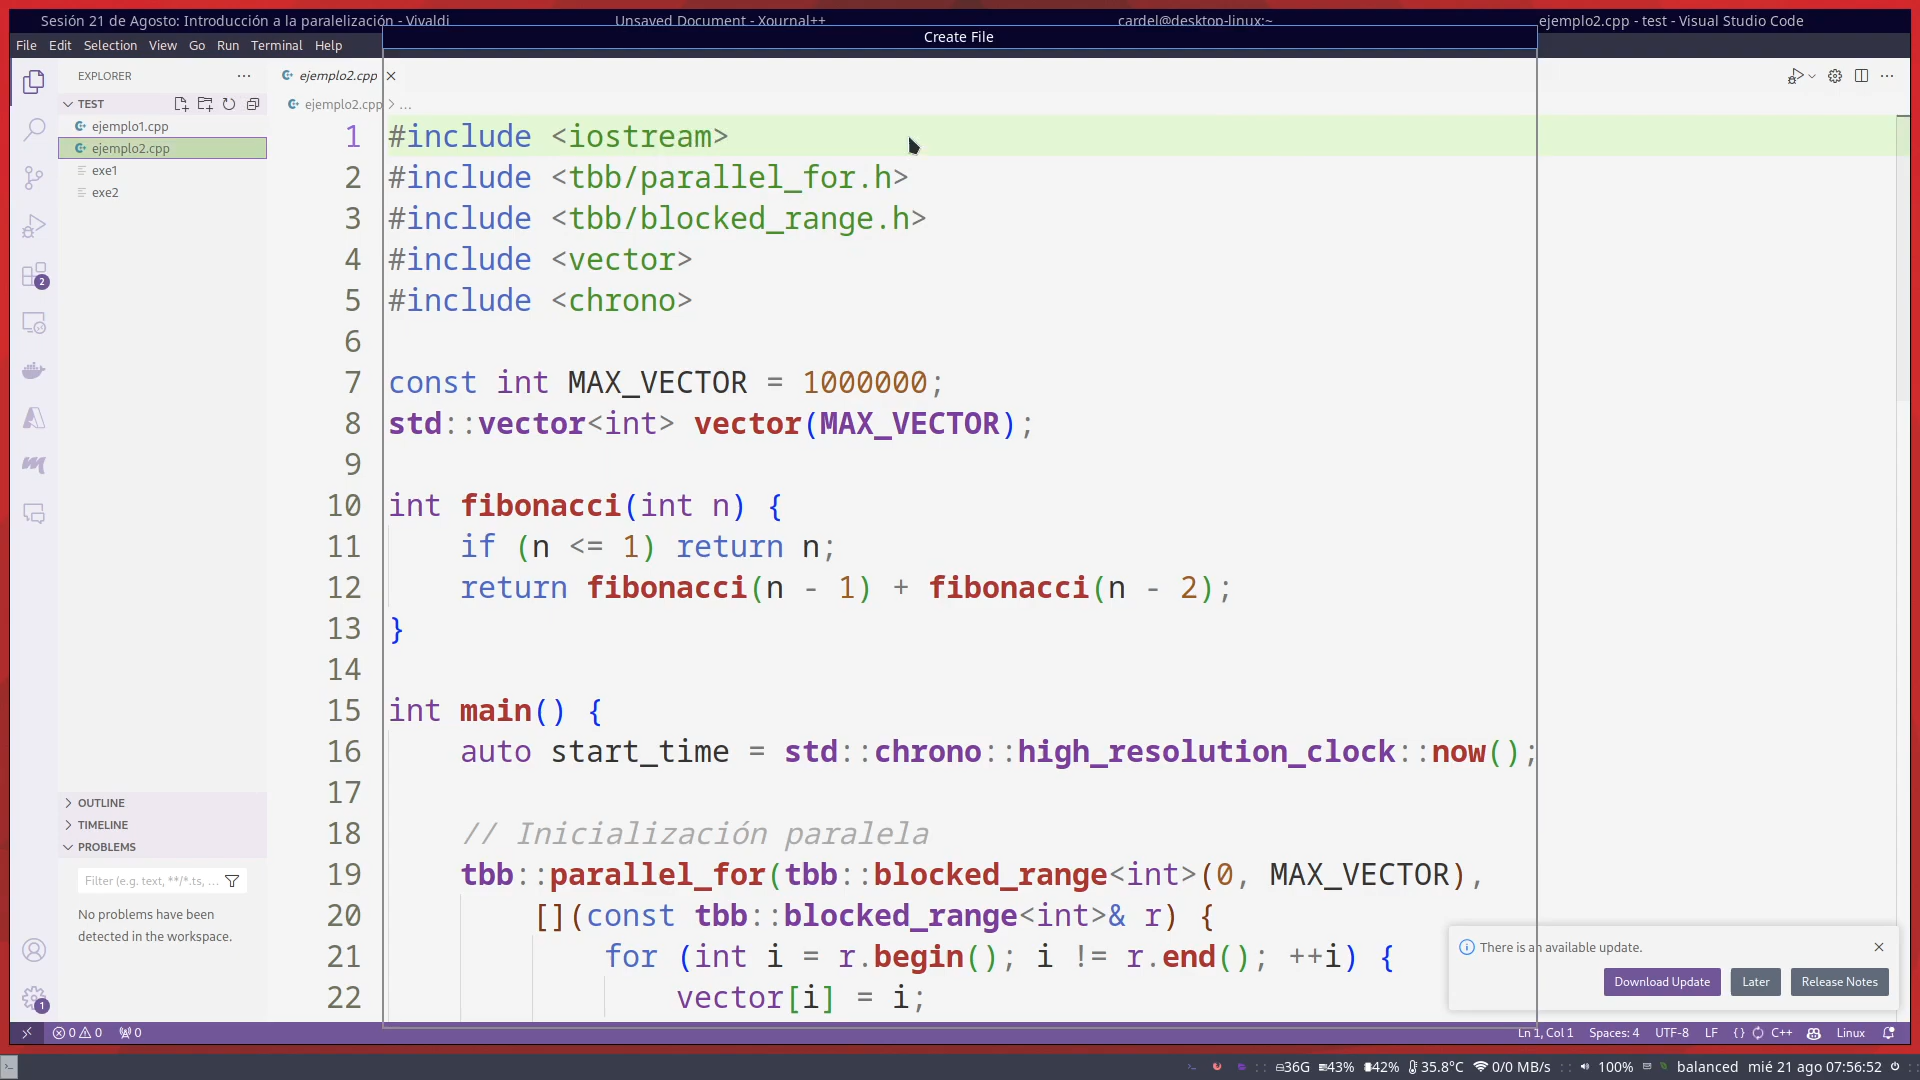 Sesión 21 de Agosto: Introducción a la paralelización - Vivaldi
Unsaved Document - Xournal++
cardel@desktop-linux:~
ejemplo2.cpp - test - Visual Studio Code
Create File
File Edit Selection View Go Run Terminal Help
EXPLORER
ejemplo2.cpp
TEST
ejemplo2.cpp > ...
ejemplo1.cpp
ejemplo2.cpp
exe1
exe2
1 #include <iostream>
2 #include <tbb/parallel_for.h>
3 #include <tbb/blocked_range.h>
4 #include <vector>
5 #include <chrono>
6
7 const int MAX_VECTOR = 1000000;
8 std::vector<int> vector(MAX_VECTOR);
9
10 int fibonacci(int n) {
11     if (n <= 1) return n;
12     return fibonacci(n - 1) + fibonacci(n - 2);
13 }
14
15 int main() {
16     auto start_time = std::chrono::high_resolution_clock::now();
17
18     // Inicialización paralela
19     tbb::parallel_for(tbb::blocked_range<int>(0, MAX_VECTOR),
20         [](const tbb::blocked_range<int>& r) {
21             for (int i = r.begin(); i != r.end(); ++i) {
22                 vector[i] = i;
2
OUTLINE
TIMELINE
PROBLEMS
Filter (e.g. text, **/*.ts, ...
No problems have been
detected in the workspace.
1
There is an available update.
Download Update Later Release Notes
0 0 0
Ln 1, Col 1 Spaces: 4 UTF-8 LF {} C++ Linux
36G 43% 42% 35.8°C 0/0 MB/s :: 100% balanced mié 21 ago 07:56:52